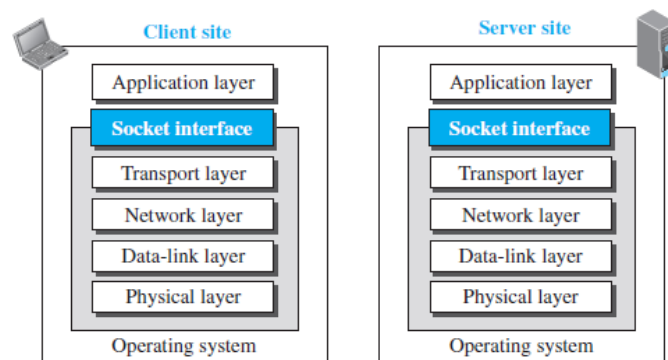 Client site
Application layer
Socket interface
Transport layer
Network layer
Data-link layer
Physical layer
Operating system
Server site
Application layer
Socket interface
Transport layer
Network layer
Data-link layer
Physical layer
Operating system